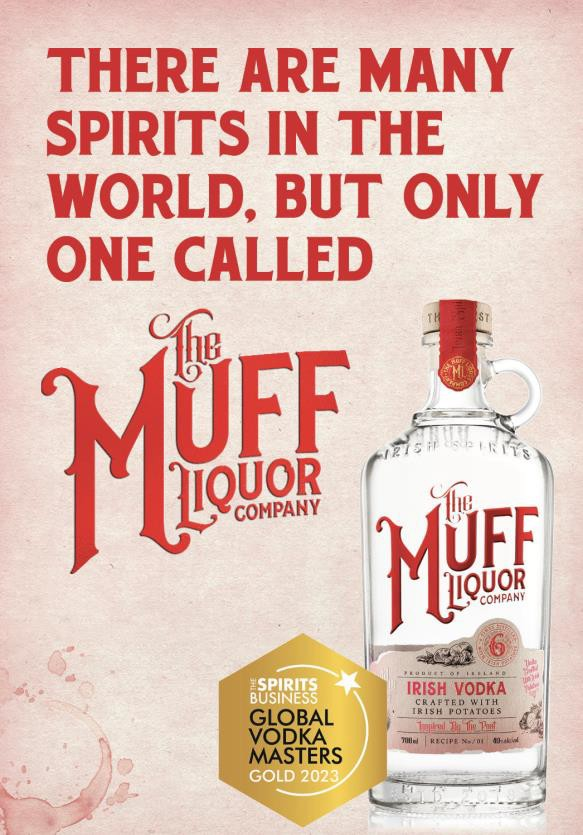 THERE ARE MANY
SPIRITS IN THE
WORLD, BUT ONLY
ONE CALLED
The
MUFF
LIQUOR
COMPANY
IRISH SPIRITS
The
MUFF
LIQUOR
COMPANY
6
PRODUCT OF IRELAND
IRISH VODKA
CRAFTED WITH
IRISH POTATOES
Inspired By The Past
700ml RECIPE No/01 40%alc/vol
THE SPIRITS
BUSINESS
GLOBAL
VODKA
MASTERS
GOLD 2023